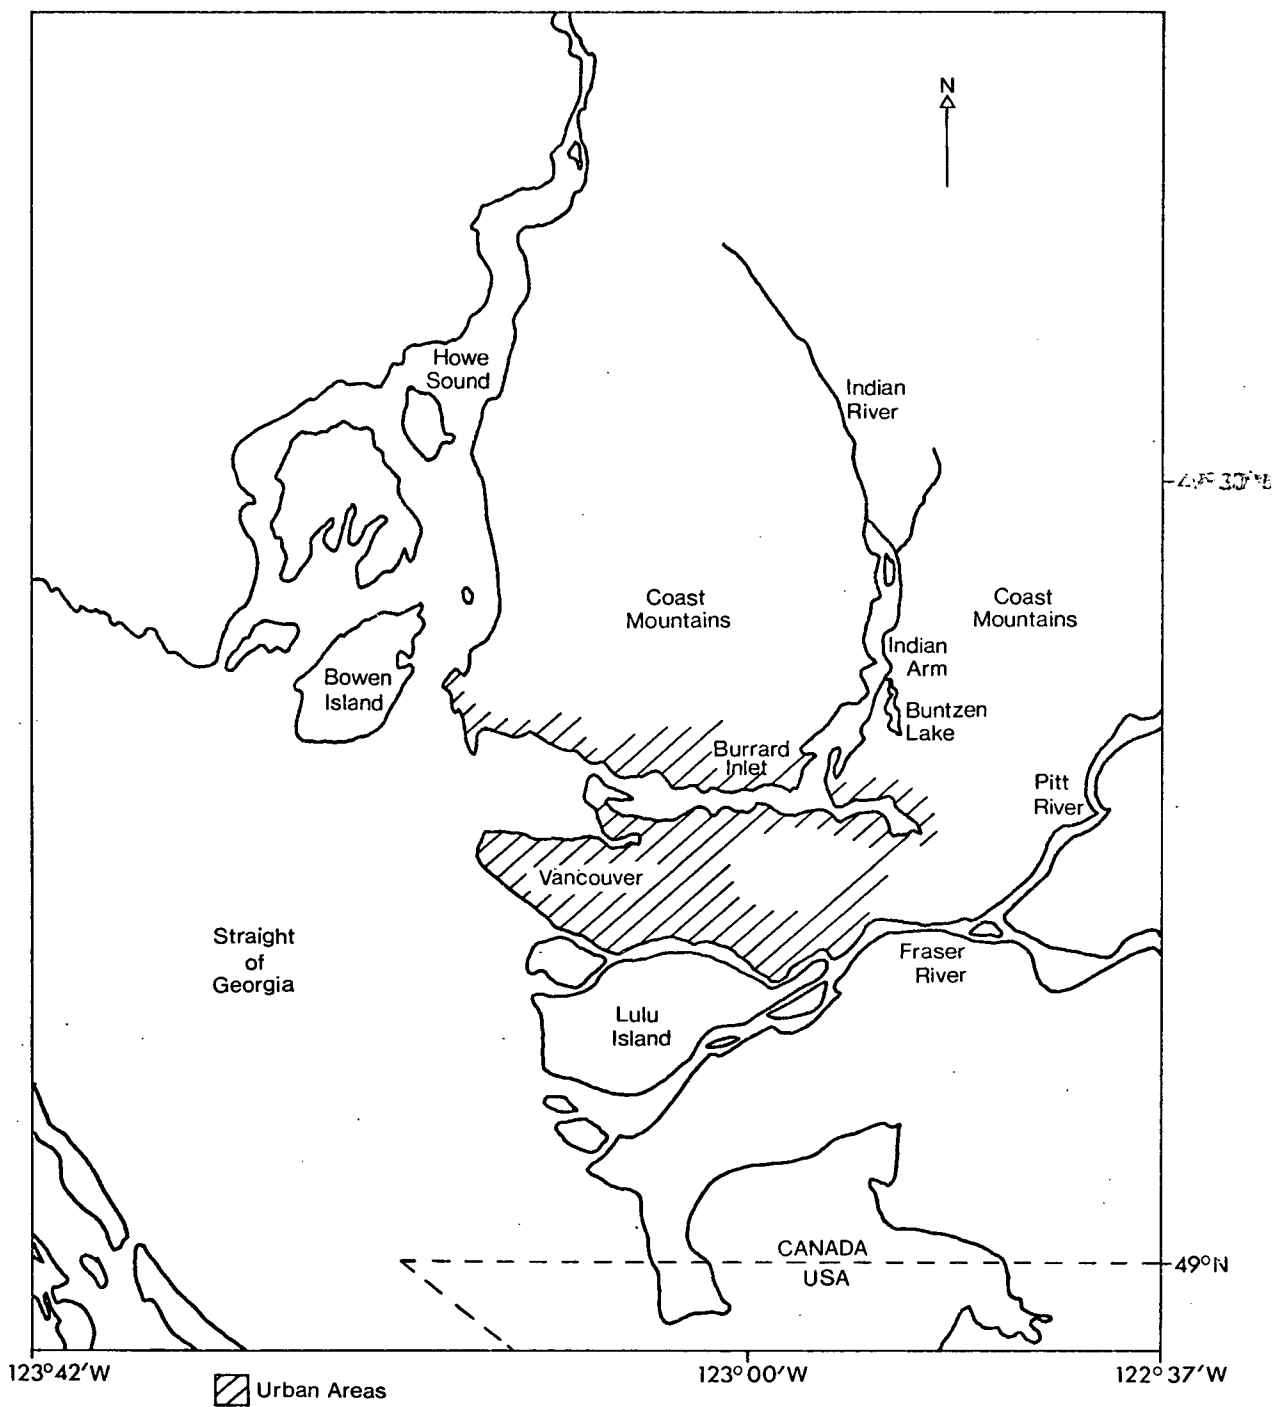 N
Howe
Sound
Indian
River
Coast
Mountains
Coast
Mountains
Indian
Arm
Bowen
Island
Buntzen
Lake
Burrard
Inlet
Pitt
River
Vancouver
Straight
of
Georgia
Fraser
River
Lulu
Island
CANADA
USA
49°N
123°42'W
123°00'W
122°37'W
Urban Areas